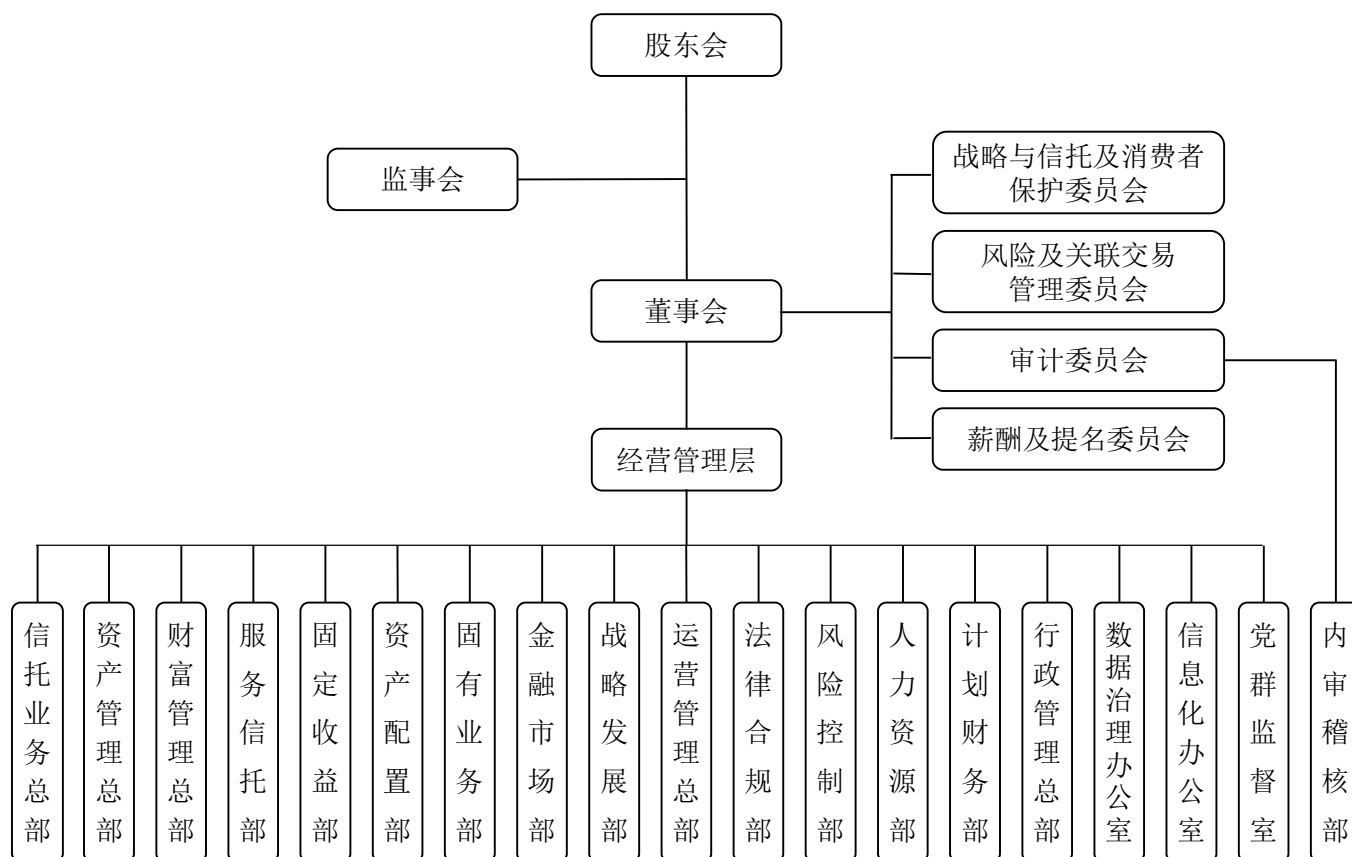 股东会
监事会
战略与信托及消费者
保护委员会
风险及关联交易
管理委员会
董事会
审计委员会
薪酬及提名委员会
经营管理层
信托业务总部
资产管理总部
财富管理总部
服务信托部
固定收益部
资产配置部
固有业务部
金融市场部
战略发展部
运营管理总部
法律合规部
风险控制部
人力资源部
计划财务部
行政管理总部
数据治理办公室
信息化办公室
党群监督室
内审稽核部